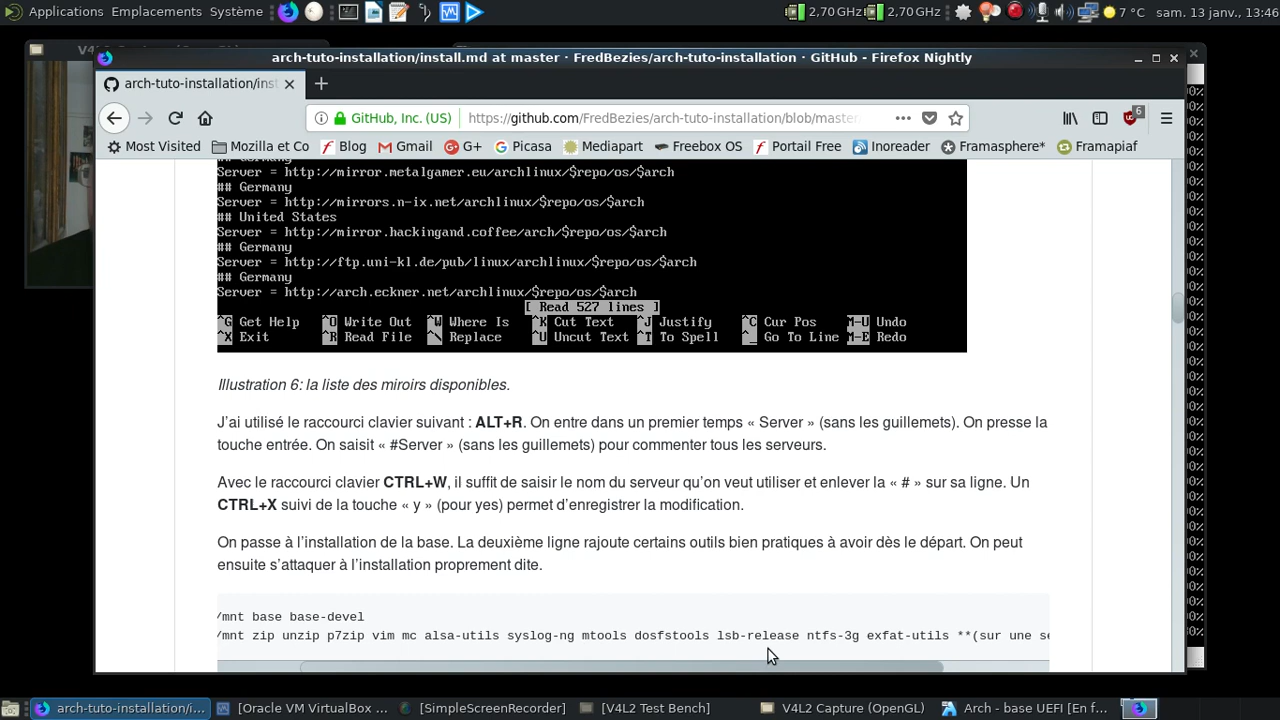 Applications Emplacements Système 2,70 GHz 2,70 GHz 7 °C sam. 13 janv., 13:46
arch-tuto-installation/install.md at master · FredBezies/arch-tuto-installation · GitHub - Firefox Nightly
arch-tuto-installation/inst
GitHub, Inc. (US) https://github.com/FredBezies/arch-tuto-installation/blob/master 6
Most Visited Mozilla et Co Blog Gmail G+ Picasa Mediapart Freebox OS Portail Free Inoreader Framasphere* Framapiaf
## Germany
Server = http://mirror.metalgamer.eu/archlinux/$repo/os/$arch
## Germany
Server = http://mirrors.n-ix.net/archlinux/$repo/os/$arch
## United States
Server = http://mirror.hackingand.coffee/arch/$repo/os/$arch
## Germany
Server = http://ftp.uni-kl.de/pub/linux/archlinux/$repo/os/$arch
## Germany
Server = http://arch.eckner.net/archlinux/$repo/os/$arch
[ Read 527 lines ]
^G Get Help ^O Write Out ^W Where Is ^K Cut Text ^J Justify ^C Cur Pos M-U Undo
^X Exit ^R Read File ^\ Replace ^U Uncut Text ^T To Spell ^_ Go To Line M-E Redo
Illustration 6: la liste des miroirs disponibles.
J’ai utilisé le raccourci clavier suivant : ALT+R. On entre dans un premier temps « Server » (sans les guillemets). On presse la
touche entrée. On saisit « #Server » (sans les guillemets) pour commenter tous les serveurs.
Avec le raccourci clavier CTRL+W, il suffit de saisir le nom du serveur qu’on veut utiliser et enlever la « # » sur sa ligne. Un
CTRL+X suivi de la touche « y » (pour yes) permet d’enregistrer la modification.
On passe à l’installation de la base. La deuxième ligne rajoute certains outils bien pratiques à avoir dès le départ. On peut
ensuite s’attaquer à l’installation proprement dite.
/mnt base base-devel
/mnt zip unzip p7zip vim mc alsa-utils syslog-ng mtools dosfstools lsb-release ntfs-3g exfat-utils **(sur une se
arch-tuto-installation/i... [Oracle VM VirtualBox ... [SimpleScreenRecorder] [V4L2 Test Bench] V4L2 Capture (OpenGL) Arch - base UEFI [En f...